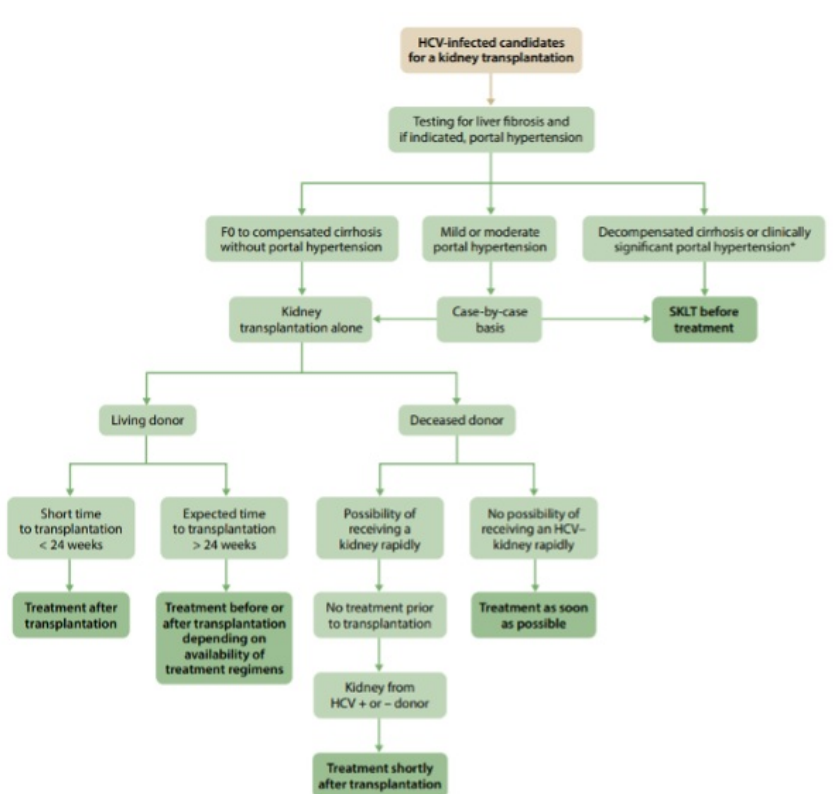 HCV-infected candidates
for a kidney transplantation
Testing for liver fibrosis and
if indicated, portal hypertension
F0 to compensated cirrhosis
without portal hypertension
Mild or moderate
portal hypertension
Decompensated cirrhosis or clinically
significant portal hypertension*
Kidney
transplantation alone
Case-by-case
basis
SKLT before
treatment
Living donor
Deceased donor
Short time
to transplantation
< 24 weeks
Expected time
to transplantation
> 24 weeks
Possibility of
receiving a
kidney rapidly
No possibility of
receiving an HCV–
kidney rapidly
Treatment after
transplantation
Treatment before or
after transplantation
depending on
availability of
treatment regimens
No treatment prior
to transplantation
Treatment as soon
as possible
Kidney from
HCV + or – donor
Treatment shortly
after transplantation